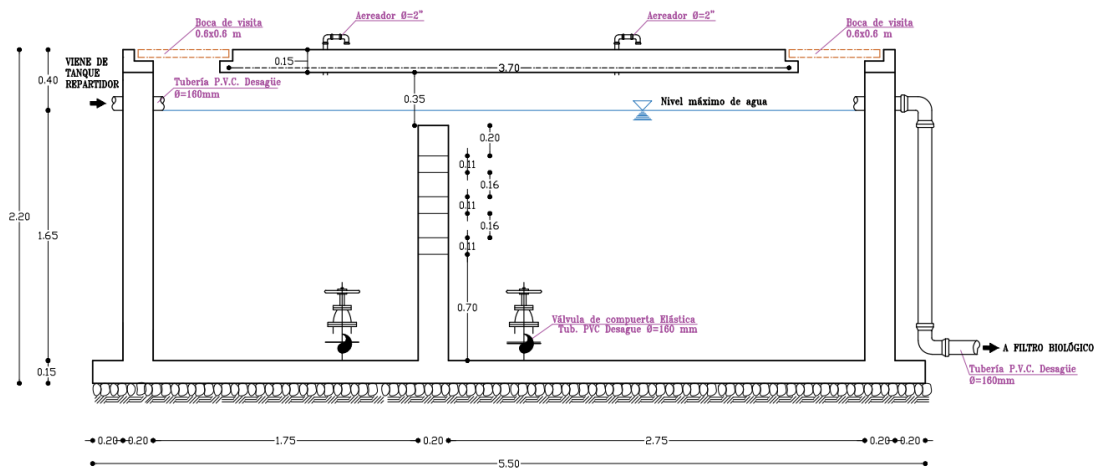 Aereador Ø=2"
Aereador Ø=2"
Boca de visita
0.6x0.6 m
Boca de visita
0.6x0.6 m
VIENE DE
TANQUE
REPARTIDOR
Tubería P.V.C. Desagüe
Ø=160mm
0.15
3.70
0.40
0.35
Nivel máximo de agua
0.20
0.11
0.16
0.11
0.16
0.11
2.20
1.65
0.70
Válvula de compuerta Elástica
Tub. PVC Desague Ø=160 mm
A FILTRO BIOLÓGICO
Tubería P.V.C. Desagüe
Ø=160mm
0.15
0.20
0.20
1.75
0.20
2.75
0.20
0.20
5.50